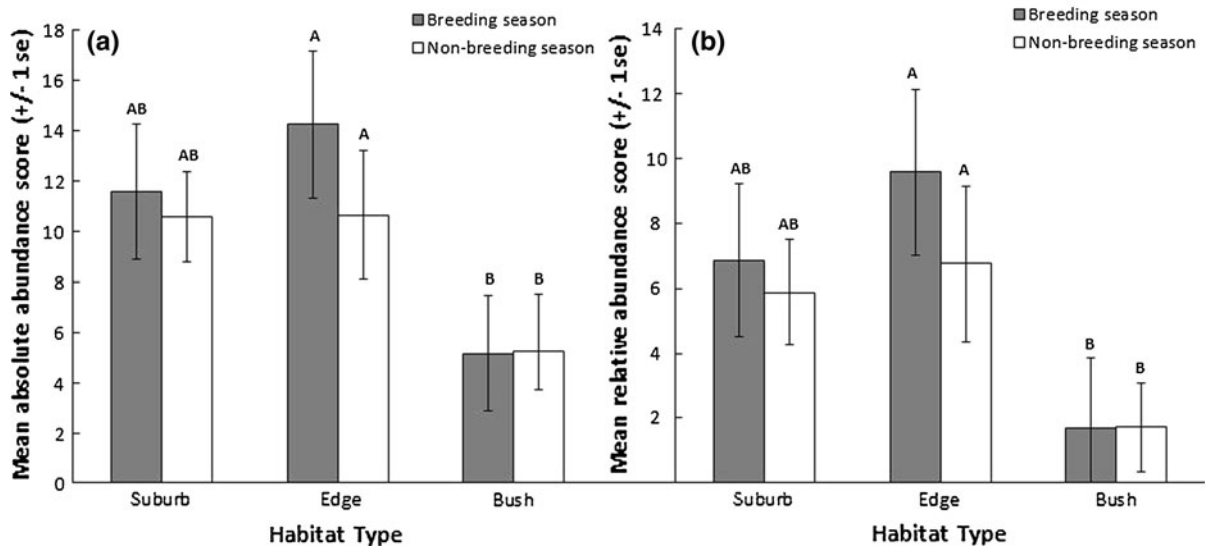 (a)
Breeding season
Non-breeding season
Mean absolute abundance score (+/- 1se)
18
16
14
12
10
8
6
4
2
0
AB
AB
A
A
B
B
Suburb
Edge
Bush
Habitat Type
(b)
Breeding season
Non-breeding season
Mean relative abundance score (+/- 1se)
14
12
10
8
6
4
2
AB
AB
A
A
B
B
Suburb
Edge
Bush
Habitat Type